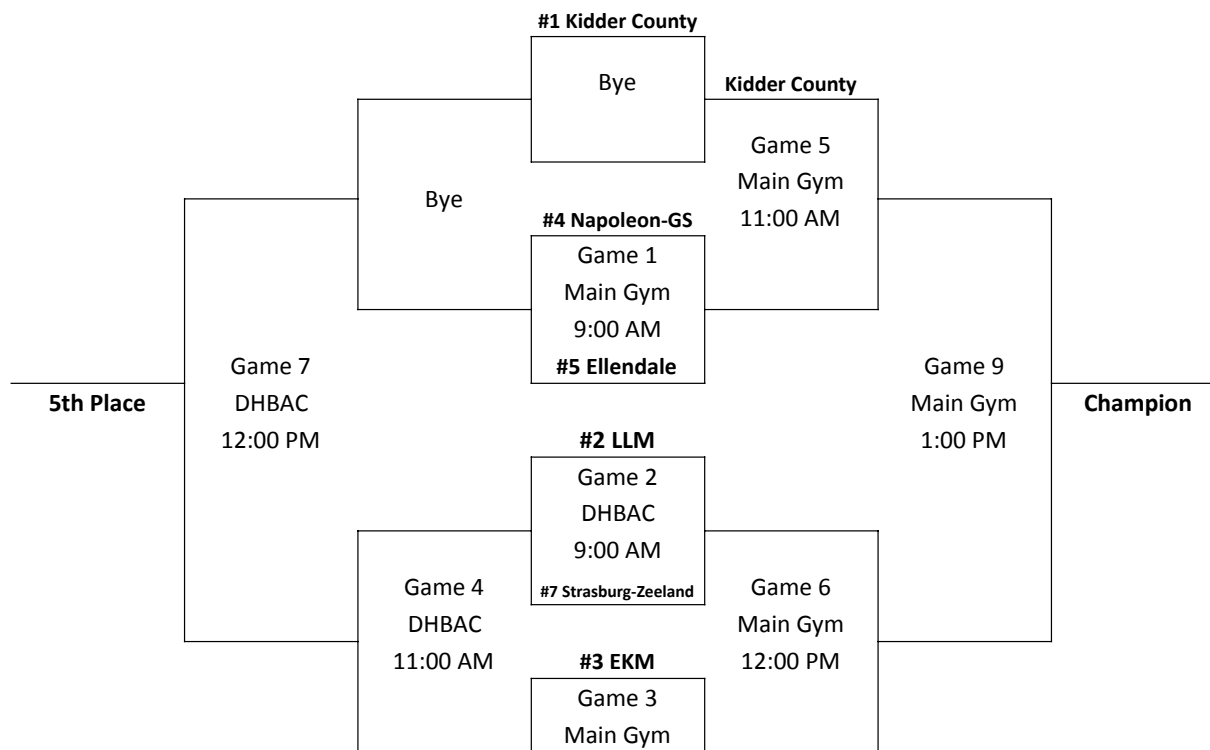 #1 Kidder County
Bye
Kidder County
Game 5
Main Gym
11:00 AM
Bye
#4 Napoleon-GS
Game 1
Main Gym
9:00 AM
#5 Ellendale
Game 7
DHBAC
12:00 PM
5th Place
Game 9
Main Gym
1:00 PM
Champion
#2 LLM
Game 2
DHBAC
9:00 AM
#7 Strasburg-Zeeland
Game 4
DHBAC
11:00 AM
Game 6
Main Gym
12:00 PM
#3 EKM
Game 3
Main Gym